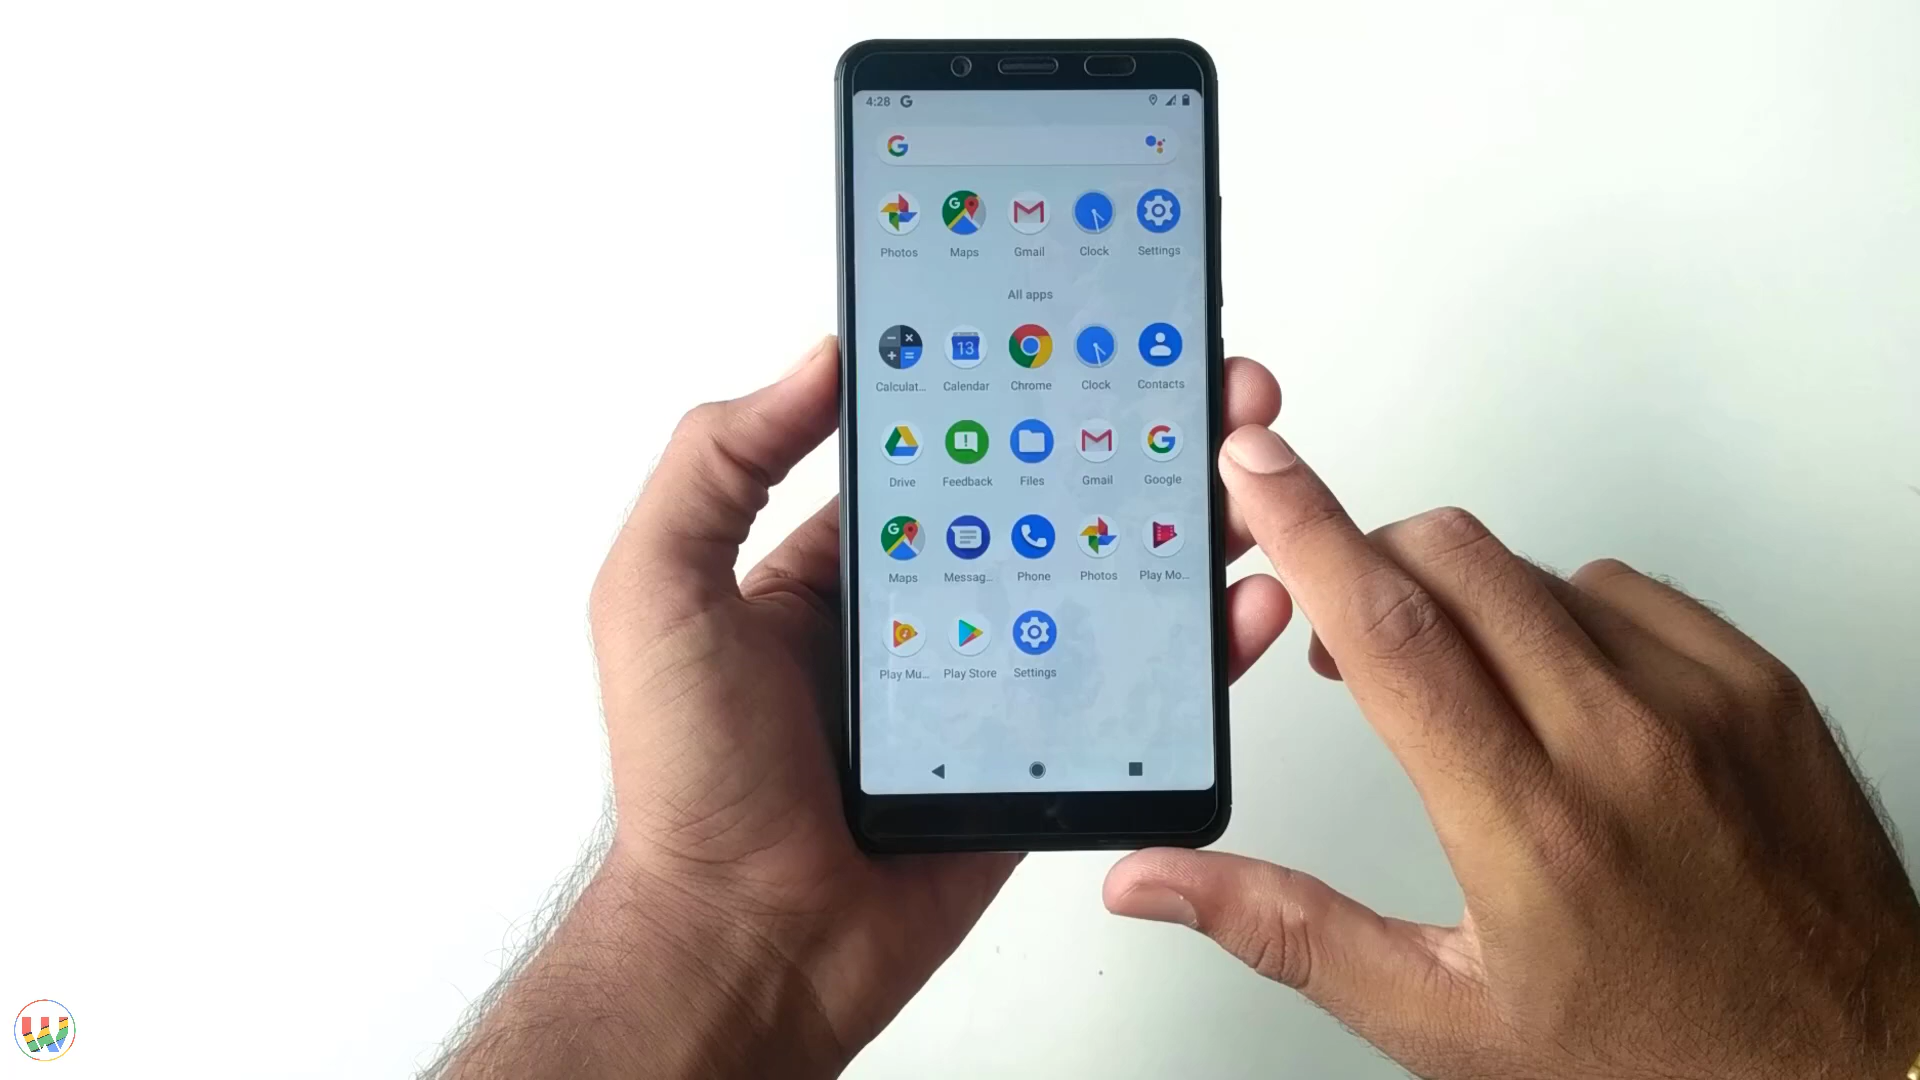 4:28 G
G
Photos Maps Gmail Clock Settings
All apps
Calculat... Calendar Chrome Clock Contacts
13
Drive Feedback Files Gmail Google
Maps Messag... Phone Photos Play Mo...
Play Mu... Play Store Settings
W